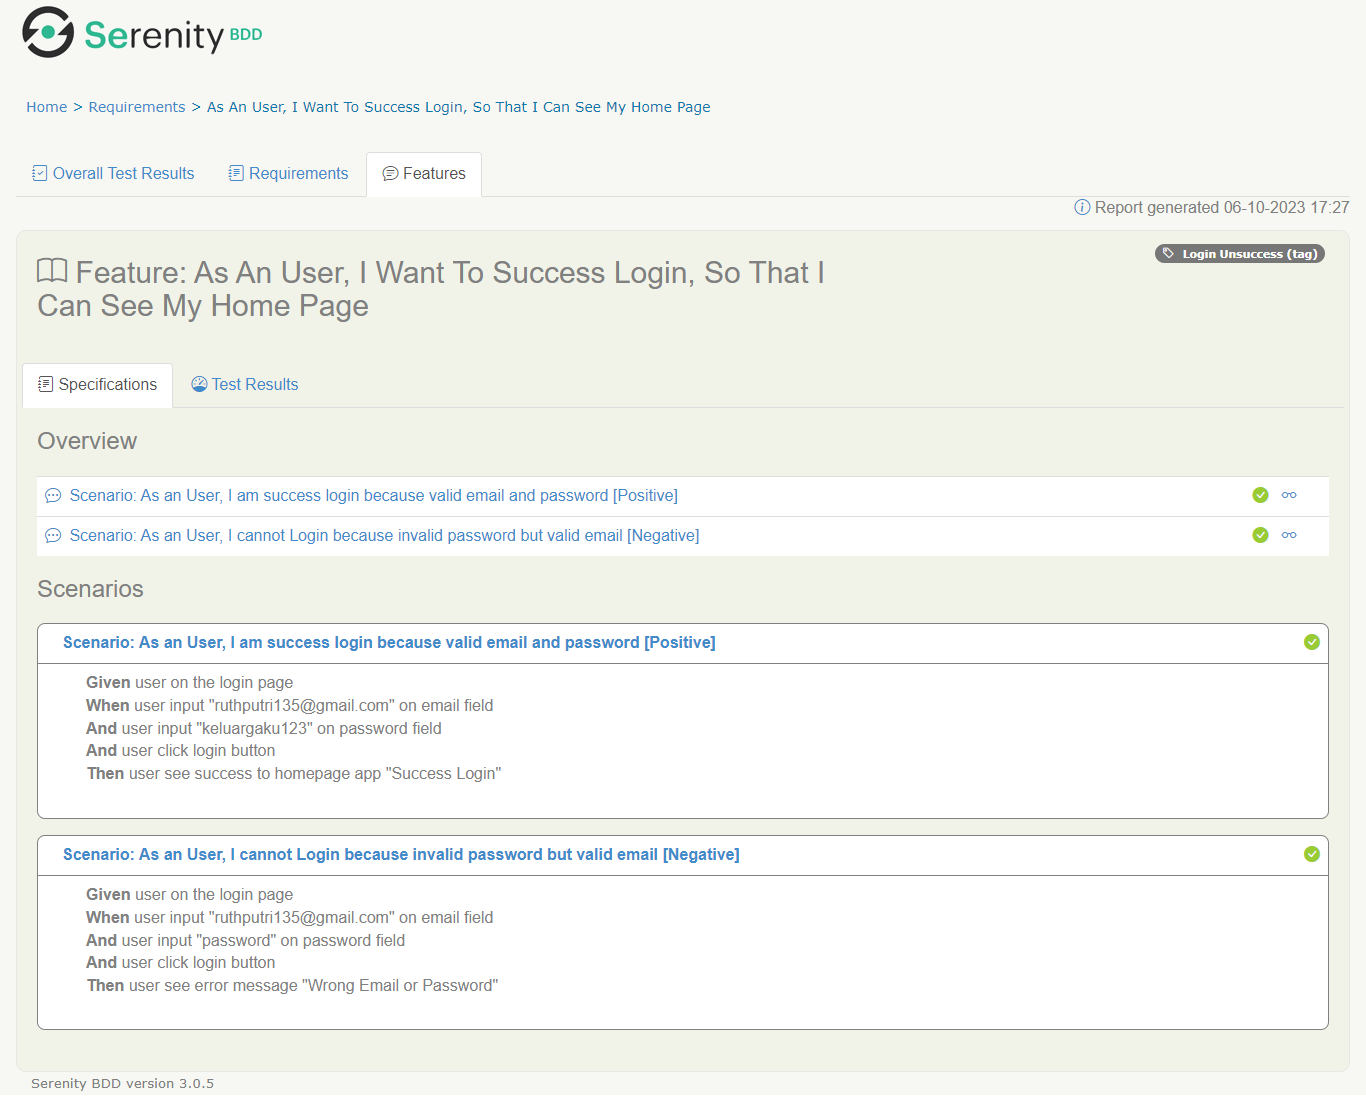 Serenity BDD
Home > Requirements > As An User, I Want To Success Login, So That I Can See My Home Page
Overall Test Results Requirements Features
Report generated 06-10-2023 17:27
Login Unsuccess (tag)
Feature: As An User, I Want To Success Login, So That I
Can See My Home Page
Specifications Test Results
Overview
Scenario: As an User, I am success login because valid email and password [Positive]
Scenario: As an User, I cannot Login because invalid password but valid email [Negative]
Scenarios
Scenario: As an User, I am success login because valid email and password [Positive]
Given user on the login page
When user input "ruthputri135@gmail.com" on email field
And user input "keluargaku123" on password field
And user click login button
Then user see success to homepage app "Success Login"
Scenario: As an User, I cannot Login because invalid password but valid email [Negative]
Given user on the login page
When user input "ruthputri135@gmail.com" on email field
And user input "password" on password field
And user click login button
Then user see error message "Wrong Email or Password"
Serenity BDD version 3.0.5